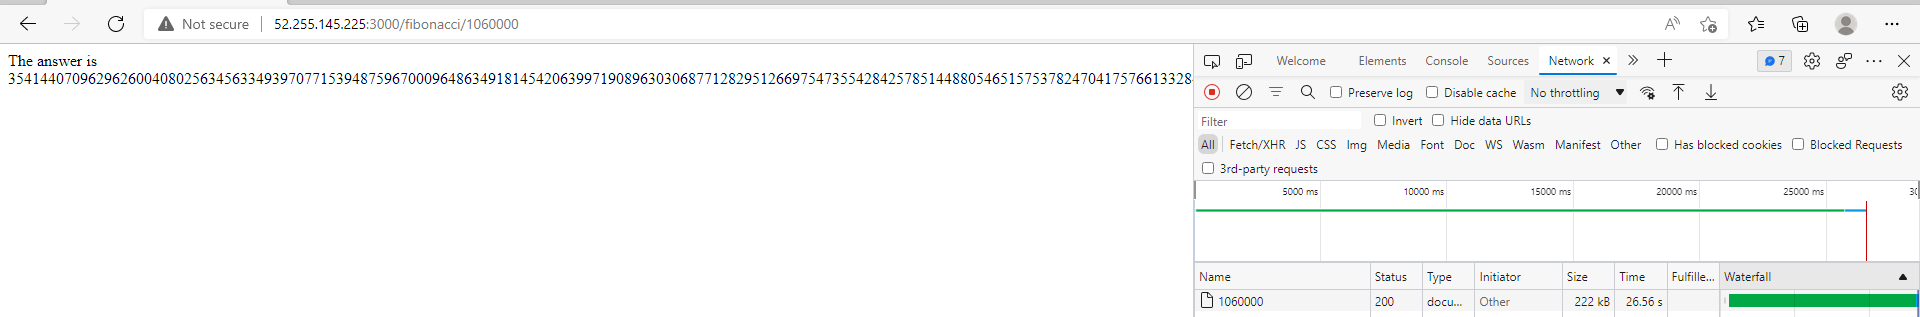 Not secure 52.255.145.225:3000/fibonacci/1060000
The answer is
Welcome Elements Console Sources Network 7
Preserve log Disable cache No throttling
Filter Invert Hide data URLs
All Fetch/XHR JS CSS Img Media Font Doc WS Wasm Manifest Other Has blocked cookies Blocked Requests
3rd-party requests
5000 ms 10000 ms 15000 ms 20000 ms 25000 ms
Name Status Type Initiator Size Time Fulfille... Waterfall
1060000 200 docu... Other 222 kB 26.56 s